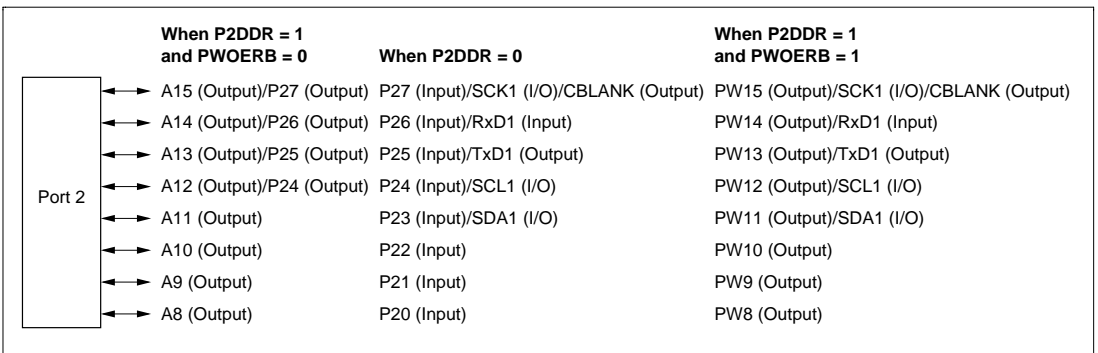 When P2DDR = 1 When P2DDR = 1
and PWOERB = 0 When P2DDR = 0 and PWOERB = 1
A15 (Output)/P27 (Output) P27 (Input)/SCK1 (I/O)/CBLANK (Output) PW15 (Output)/SCK1 (I/O)/CBLANK (Output)
A14 (Output)/P26 (Output) P26 (Input)/RxD1 (Input) PW14 (Output)/RxD1 (Input)
A13 (Output)/P25 (Output) P25 (Input)/TxD1 (Output) PW13 (Output)/TxD1 (Output)
Port 2 A12 (Output)/P24 (Output) P24 (Input)/SCL1 (I/O) PW12 (Output)/SCL1 (I/O)
A11 (Output) P23 (Input)/SDA1 (I/O) PW11 (Output)/SDA1 (I/O)
A10 (Output) P22 (Input) PW10 (Output)
A9 (Output) P21 (Input) PW9 (Output)
A8 (Output) P20 (Input) PW8 (Output)